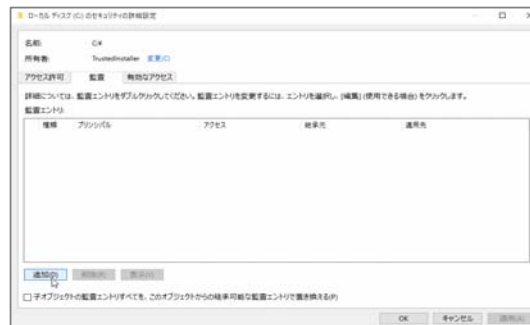 ローカル ディスク (C:) のセキュリティの詳細設定
名前: C:¥
所有者: TrustedInstaller 変更(C)
アクセス許可 監査 有効なアクセス
詳細については、監査エントリをダブルクリックしてください。監査エントリを変更するには、エントリを選択し、[編集] (使用できる場合) をクリックします。
監査エントリ:
種類 プリンシパル アクセス 継承元 適用先
追加(D) 削除(R) 表示(V)
子オブジェクトの監査エントリすべてを、このオブジェクトからの継承可能な監査エントリで置き換える(P)
OK キャンセル 適用(A)